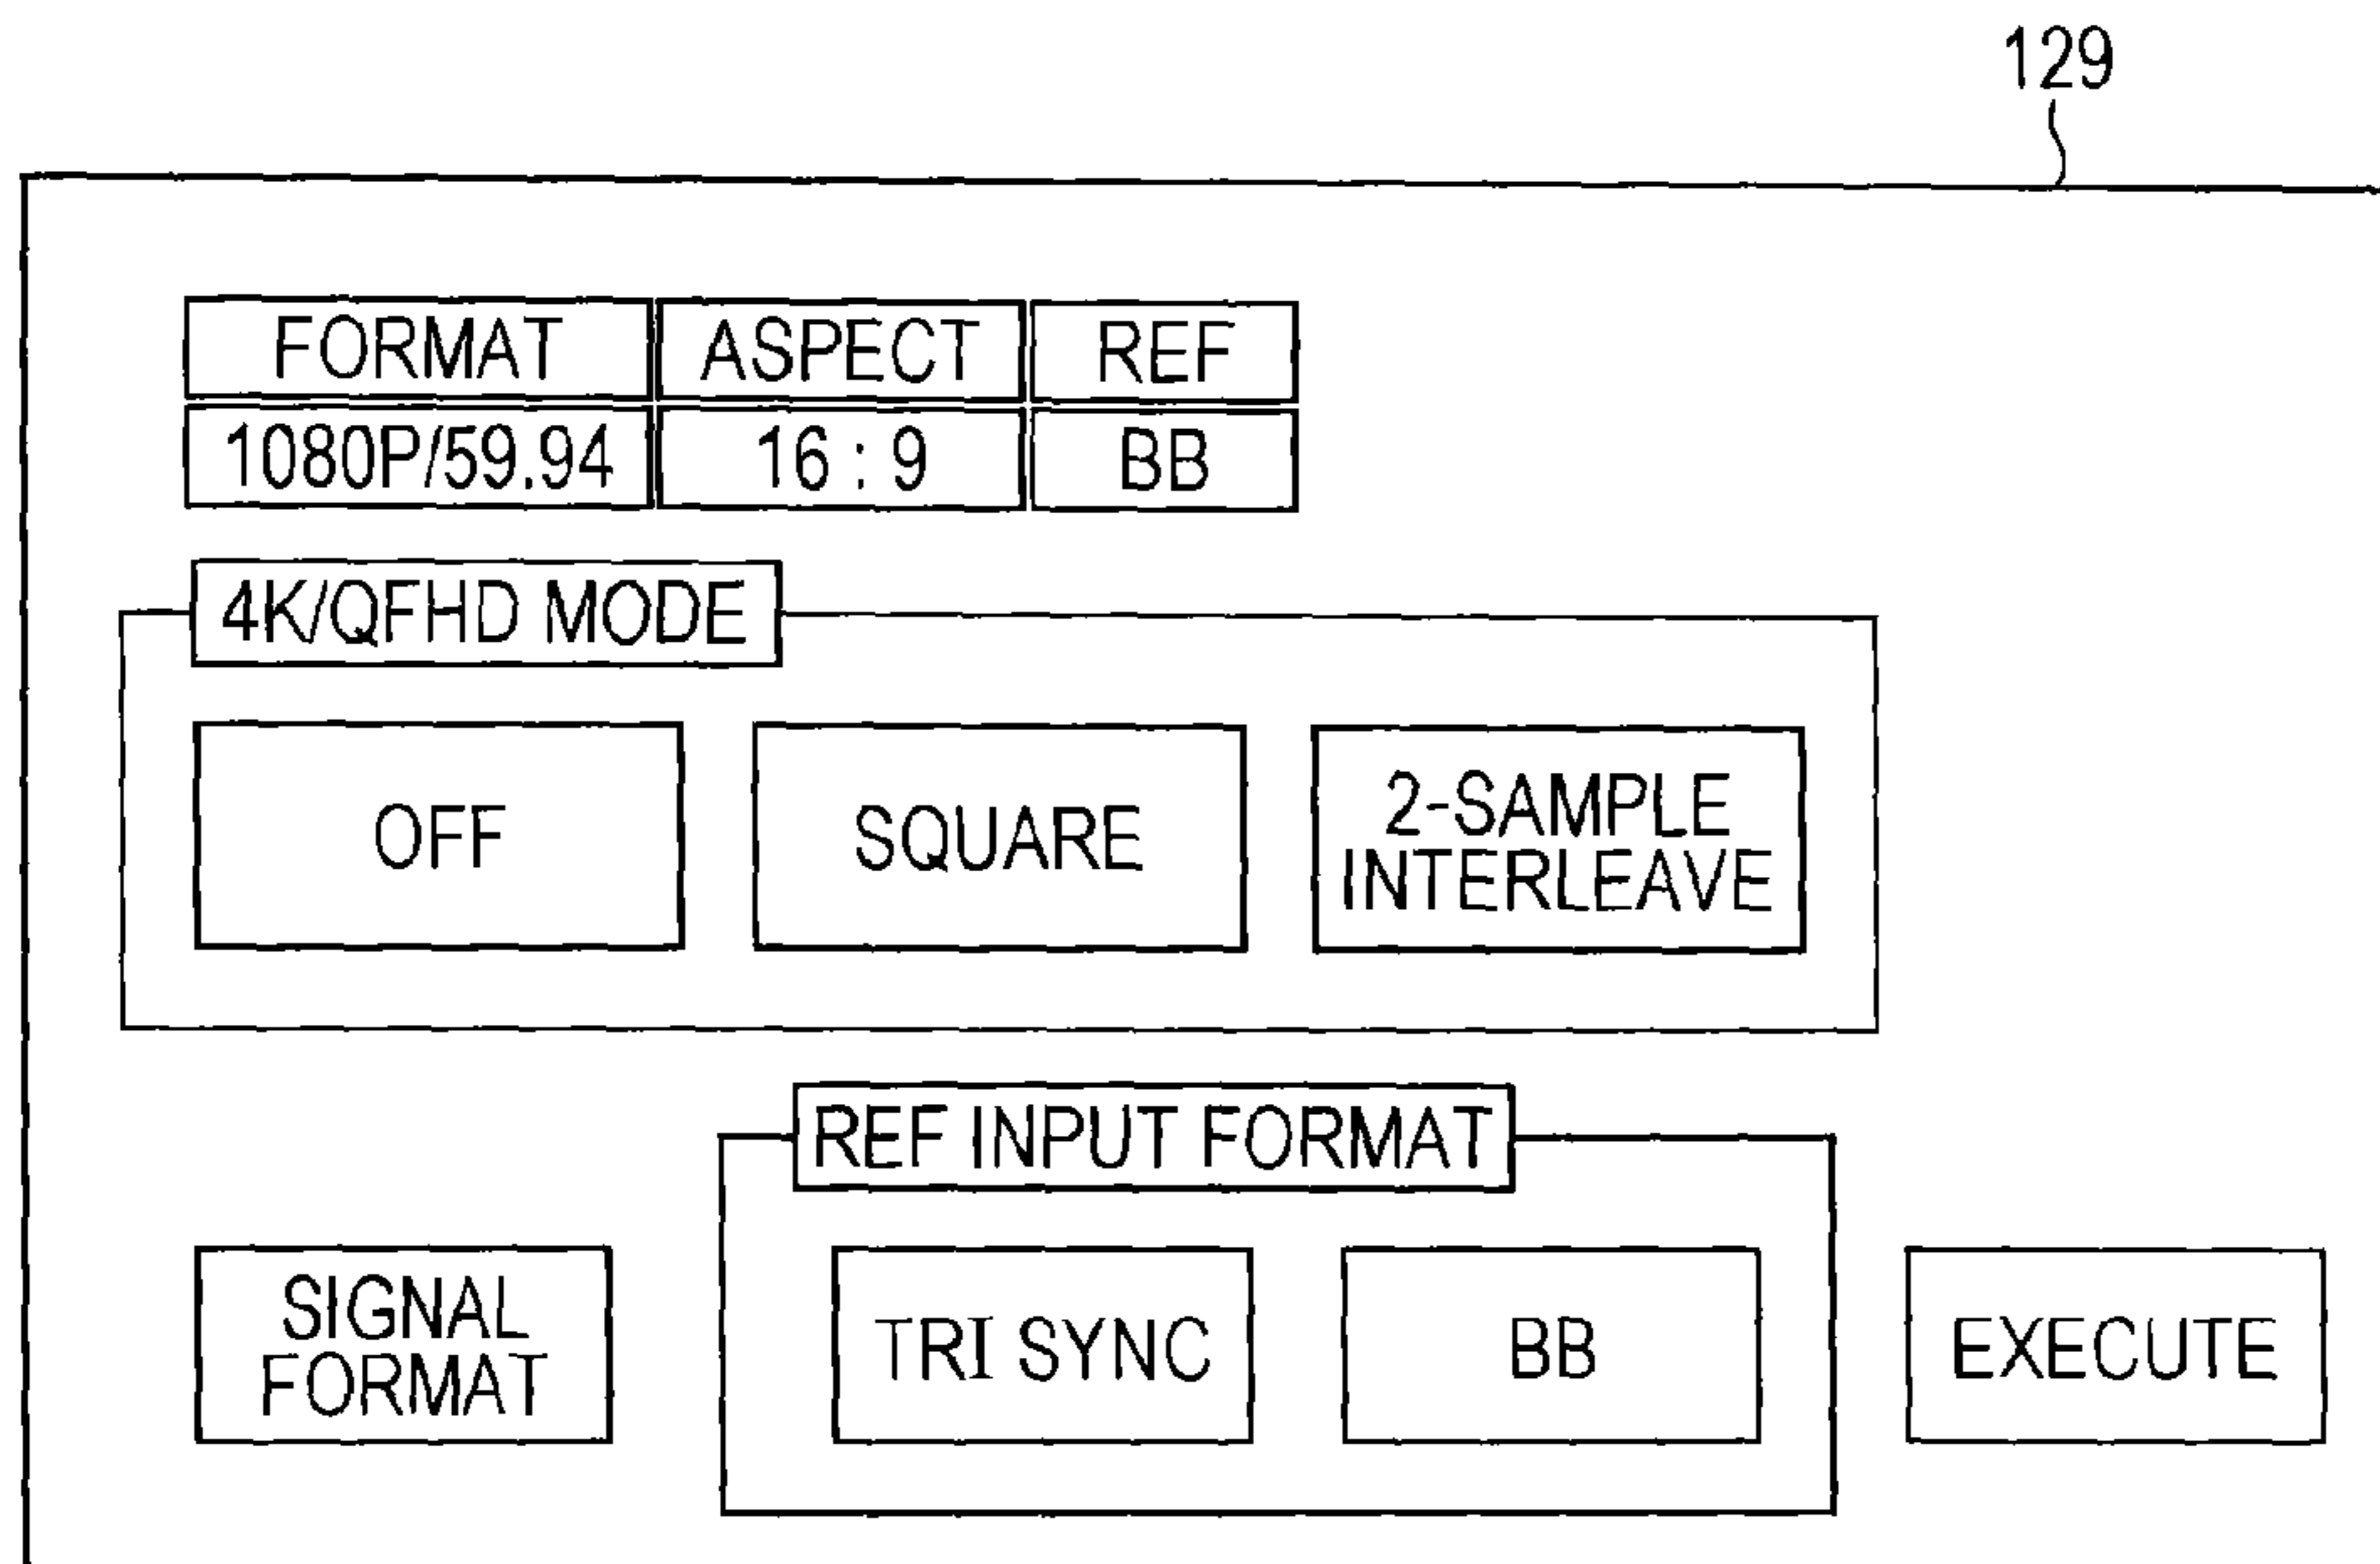 129
FORMAT ASPECT REF
1080P/59.94 16 : 9 BB
4K/QFHD MODE
OFF SQUARE 2-SAMPLE
INTERLEAVE
REF INPUT FORMAT
SIGNAL
FORMAT
TRI SYNC BB EXECUTE